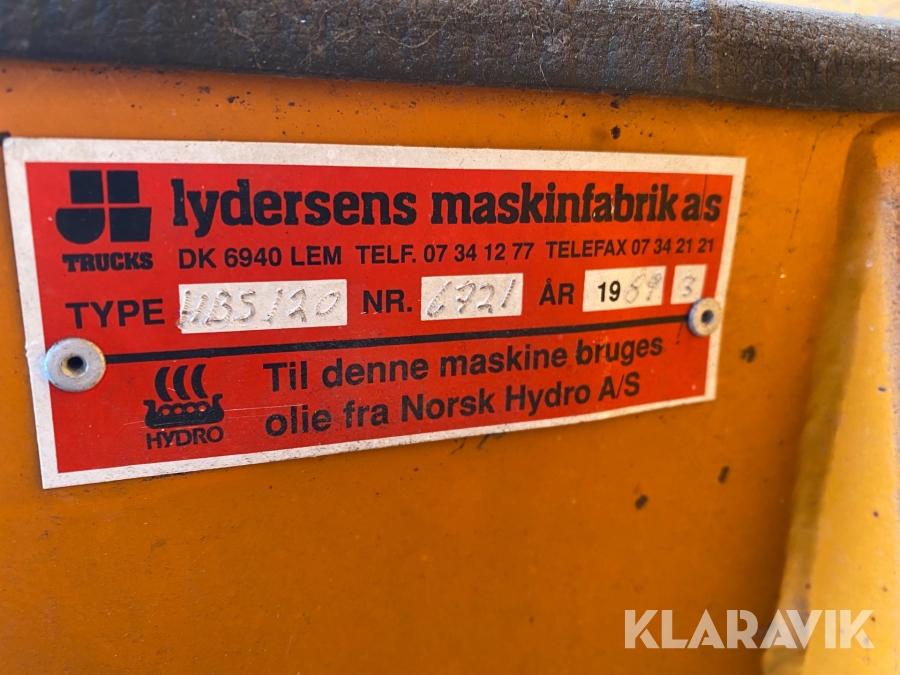 lydersens maskinfabrik as
TRUCKS DK 6940 LEM TELF. 07 34 12 77 TELEFAX 07 34 21 21
TYPE HBS120 NR. 6721 ÅR 1989 3
Til denne maskine bruges
olie fra Norsk Hydro A/S
HYDRO
KLARAVIK